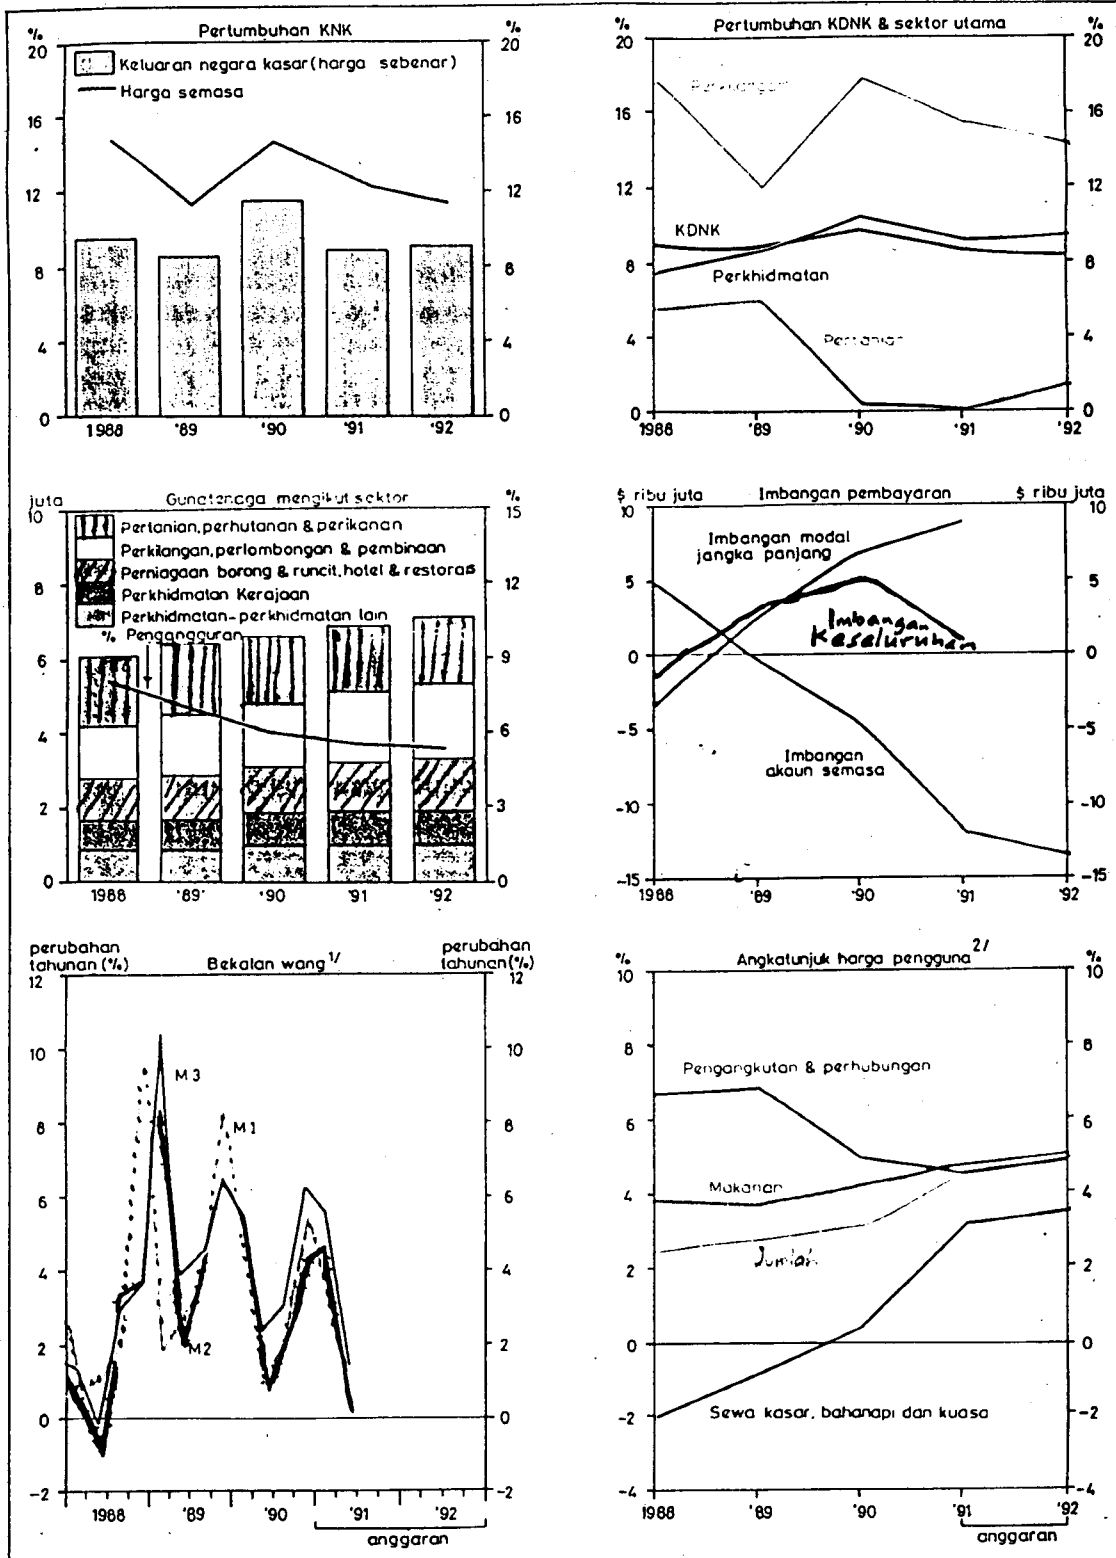 Pertumbuhan KNK
%
%
20
16
12
8
4
0
20
16
12
8
4
0
Keluaran negara kasar (harga sebenar)
Harga semasa
1988 '89 '90 '91 '92
Pertumbuhan KDNK & sektor utama
%
%
20
16
12
8
4
0
20
16
12
8
4
0
Perkilangan
KDNK
Perkhidmatan
Pertanian
1988 '89 '90 '91 '92
Gunatenaga mengikut sektor
juta
%
10
8
6
4
2
0
15
12
9
6
3
0
Pertanian, perhutanan & perikanan
Perkilangan, perlombongan & pembinaan
Perniagaan borong & runcit, hotel & restoran
Perkhidmatan Kerajaan
Perkhidmatan-perkhidmatan lain
% Pengangguran
1988 '89 '90 '91 '92
Imbangan pembayaran
$ ribu juta
$ ribu juta
10
5
0
-5
-10
-15
10
5
0
-5
-10
-15
Imbangan modal
jangka panjang
Imbangan
Keseluruhan
Imbangan
akaun semasa
1988 '89 '90 '91 '92
Bekalan wang 1/
perubahan
tahunan (%)
perubahan
tahunan (%)
12
10
8
6
4
2
0
-2
12
10
8
6
4
2
0
-2
M3
M1
M2
1988 '89 '90 '91 '92
anggaran
Angkatunjuk harga pengguna 2/
%
%
10
8
6
4
2
0
-2
-4
10
8
6
4
2
0
-2
-4
Pengangkutan & perhubungan
Makanan
Jumlah
Sewa kasar, bahanapi dan kuasa
1988 '89 '90 '91 '92
anggaran